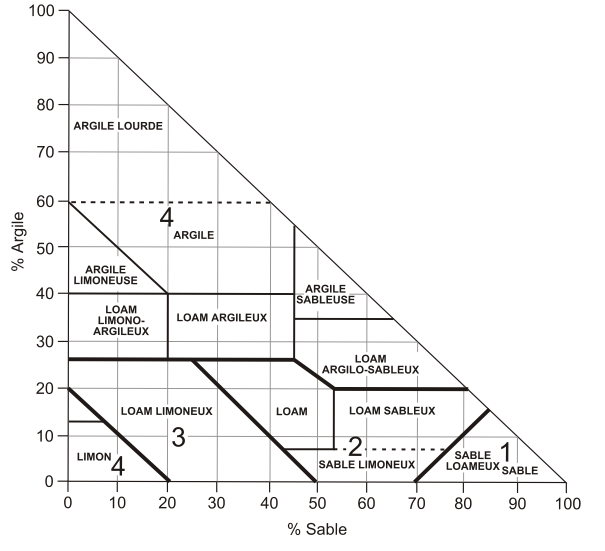 100
90
80
ARGILE LOURDE
70
60
4
ARGILE
50
% Argile
ARGILE
LIMONEUSE
ARGILE
SABLEUSE
40
LOAM
LIMONO-
ARGILEUX
LOAM ARGILEUX
30
LOAM
ARGILO-SABLEUX
20
LOAM LIMONEUX
LOAM
LOAM SABLEUX
3
10
2
LIMON
4
SABLE LIMONEUX
SABLE
LOAMEUX
1
SABLE
0
0 10 20 30 40 50 60 70 80 90 100
% Sable